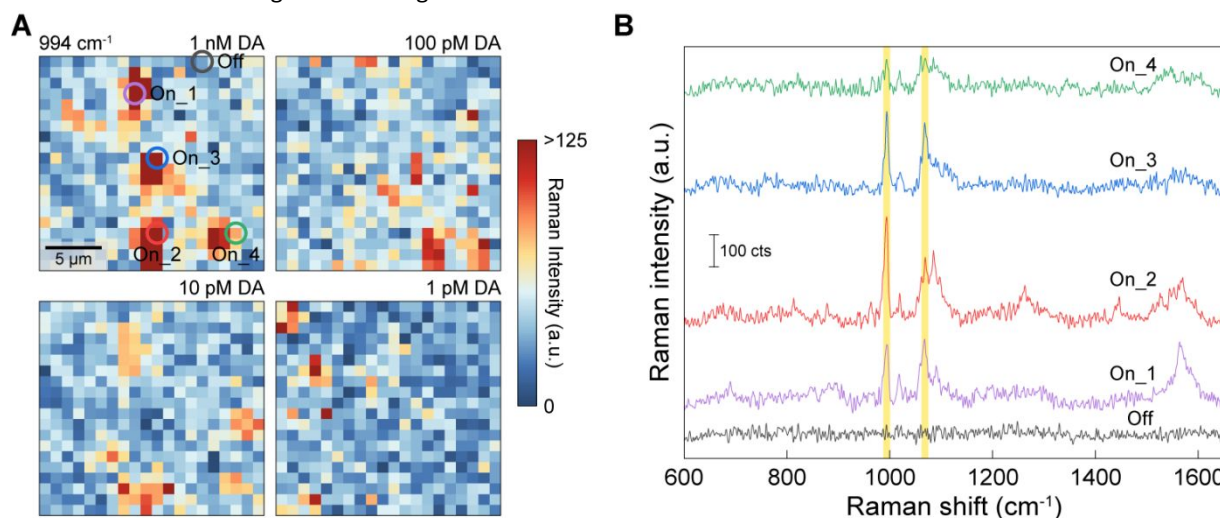 A
994 cm⁻¹ 1 nM DA
100 pM DA
Off
On_1
On_3
On_2
On_4
5 µm
>125
Raman Intensity (a.u.)
0
10 pM DA
1 pM DA
B
On_4
On_3
100 cts
On_2
On_1
Off
Raman intensity (a.u.)
600 800 1000 1200 1400 1600
Raman shift (cm⁻¹)